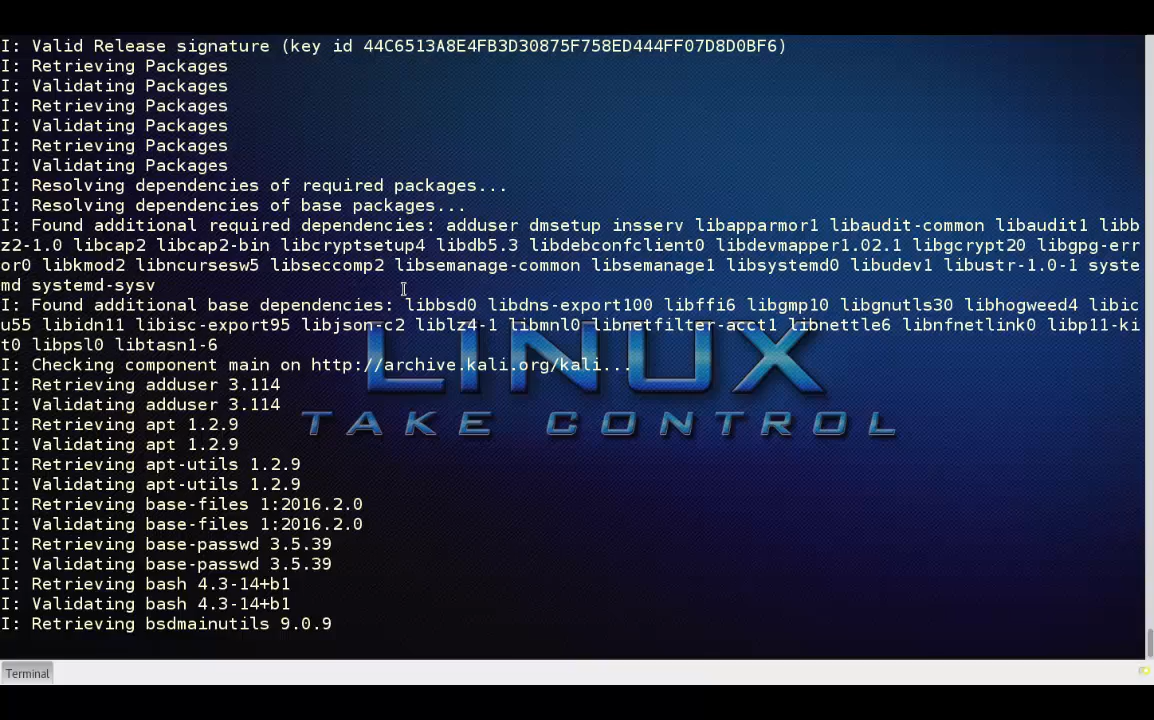 I: Valid Release signature (key id 44C6513A8E4FB3D30875F758ED444FF07D8D0BF6)
I: Retrieving Packages
I: Validating Packages
I: Retrieving Packages
I: Validating Packages
I: Retrieving Packages
I: Validating Packages
I: Resolving dependencies of required packages...
I: Resolving dependencies of base packages...
I: Found additional required dependencies: adduser dmsetup insserv libapparmor1 libaudit-common libaudit1 libb
z2-1.0 libcap2 libcap2-bin libcryptsetup4 libdb5.3 libdebconfclient0 libdevmapper1.02.1 libgcrypt20 libgpg-err
or0 libkmod2 libncursesw5 libseccomp2 libsemanage-common libsemanage1 libsystemd0 libudev1 libustr-1.0-1 syste
md systemd-sysv
I: Found additional base dependencies: libbsd0 libdns-export100 libffi6 libgmp10 libgnutls30 libhogweed4 libic
u55 libidn11 libisc-export95 libjson-c2 liblz4-1 libmnl0 libnetfilter-acct1 libnettle6 libnfnetlink0 libp11-ki
t0 libpsl0 libtasn1-6
I: Checking component main on http://archive.kali.org/kali...
I: Retrieving adduser 3.114
I: Validating adduser 3.114
I: Retrieving apt 1.2.9
I: Validating apt 1.2.9
I: Retrieving apt-utils 1.2.9
I: Validating apt-utils 1.2.9
I: Retrieving base-files 1:2016.2.0
I: Validating base-files 1:2016.2.0
I: Retrieving base-passwd 3.5.39
I: Validating base-passwd 3.5.39
I: Retrieving bash 4.3-14+b1
I: Validating bash 4.3-14+b1
I: Retrieving bsdmainutils 9.0.9
LINUX
TAKE CONTROL
Terminal